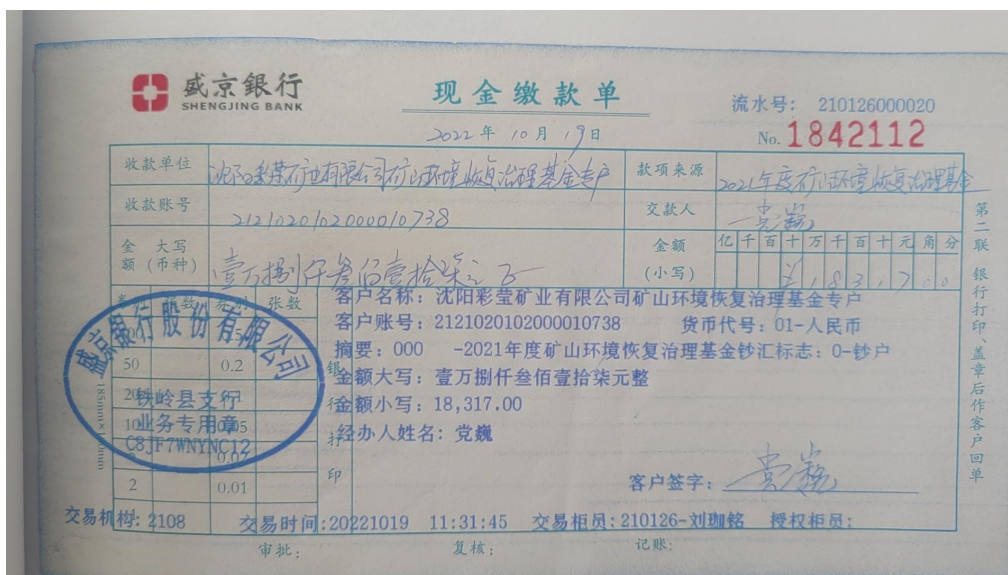 盛京銀行
SHENGJING BANK
现金缴款单
流水号: 210126000020
2022年 10月 19日
No. 1842112
收款单位 沈阳彩莹矿业有限公司矿山环境恢复治理基金专户 款项来源 2021年度矿山环境恢复治理基金
收款账号 2121020102000010738 交款人 党巍
金额 大写(币种) 壹万捌仟叁佰壹拾柒元 金额(小写) 亿千百十万千百十元角分
¥1831700
张数 张数
客户名称: 沈阳彩莹矿业有限公司矿山环境恢复治理基金专户
客户账号: 2121020102000010738 货币代号: 01-人民币
摘要: 000 -2021年度矿山环境恢复治理基金钞汇标志: 0-钞户
金额大写: 壹万捌仟叁佰壹拾柒元整
金额小写: 18,317.00
经办人姓名: 党巍
50 0.2
0.02
2 0.01
银行打印
盛京银行股份有限公司
铁岭县支行
业务专用章
C8JF7WNYNC12
客户签字: 党巍
交易机构: 2108 交易时间:20221019 11:31:45 交易柜员:210126-刘珈铭 授权柜员:
审批: 复核: 记账:
第二联 银行打印、盖章后作客户回单